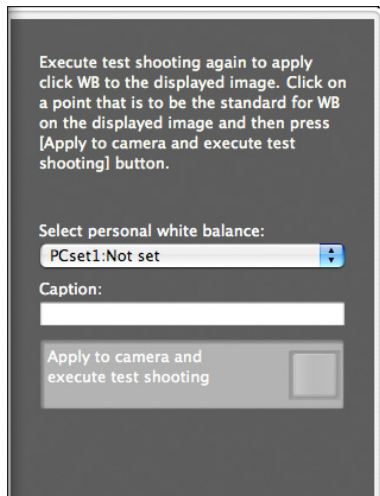 Execute test shooting again to apply
click WB to the displayed image. Click on
a point that is to be the standard for WB
on the displayed image and then press
[Apply to camera and execute test
shooting] button.
Select personal white balance:
PCset1:Not set
Caption:
Apply to camera and
execute test shooting